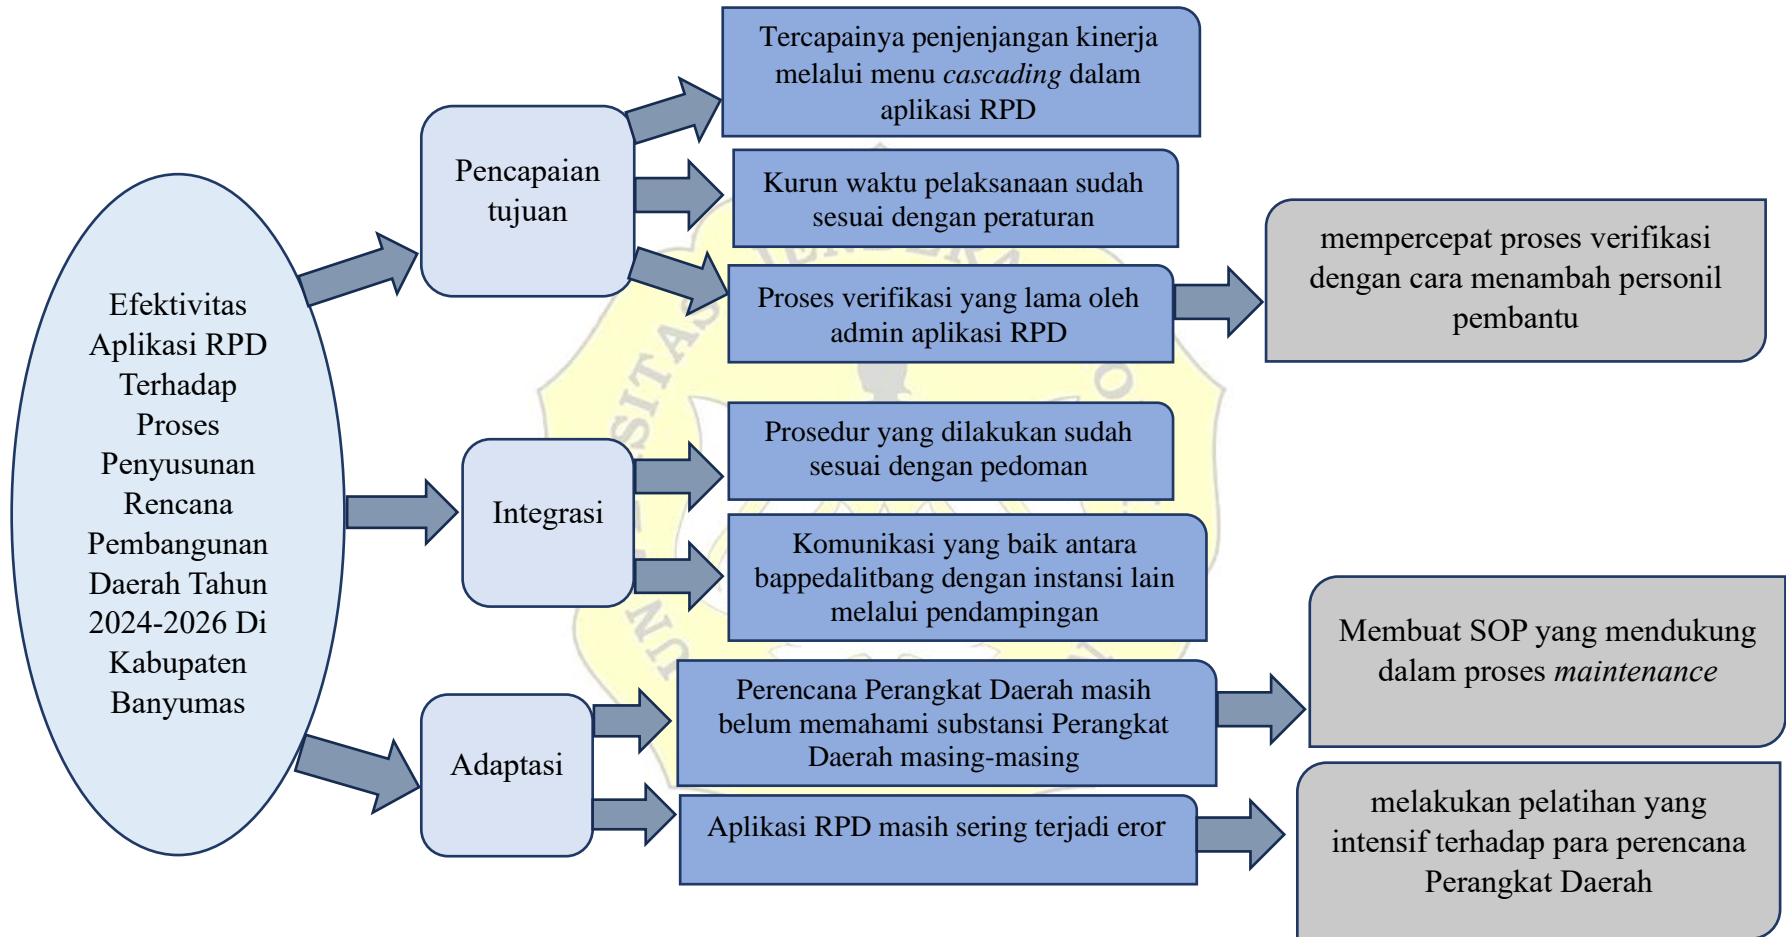 Efektivitas
Aplikasi RPD
Terhadap
Proses
Penyusunan
Rencana
Pembangunan
Daerah Tahun
2024-2026 Di
Kabupaten
Banyumas
Pencapaian
tujuan
Tercapainya penjenjangan kinerja
melalui menu cascading dalam
aplikasi RPD
Kurun waktu pelaksanaan sudah
sesuai dengan peraturan
Proses verifikasi yang lama oleh
admin aplikasi RPD
mempercepat proses verifikasi
dengan cara menambah personil
pembantu
Integrasi
Prosedur yang dilakukan sudah
sesuai dengan pedoman
Komunikasi yang baik antara
bappedalitbang dengan instansi lain
melalui pendampingan
Adaptasi
Perencana Perangkat Daerah masih
belum memahami substansi Perangkat
Daerah masing-masing
Membuat SOP yang mendukung
dalam proses maintenance
Aplikasi RPD masih sering terjadi eror
melakukan pelatihan yang
intensif terhadap para perencana
Perangkat Daerah